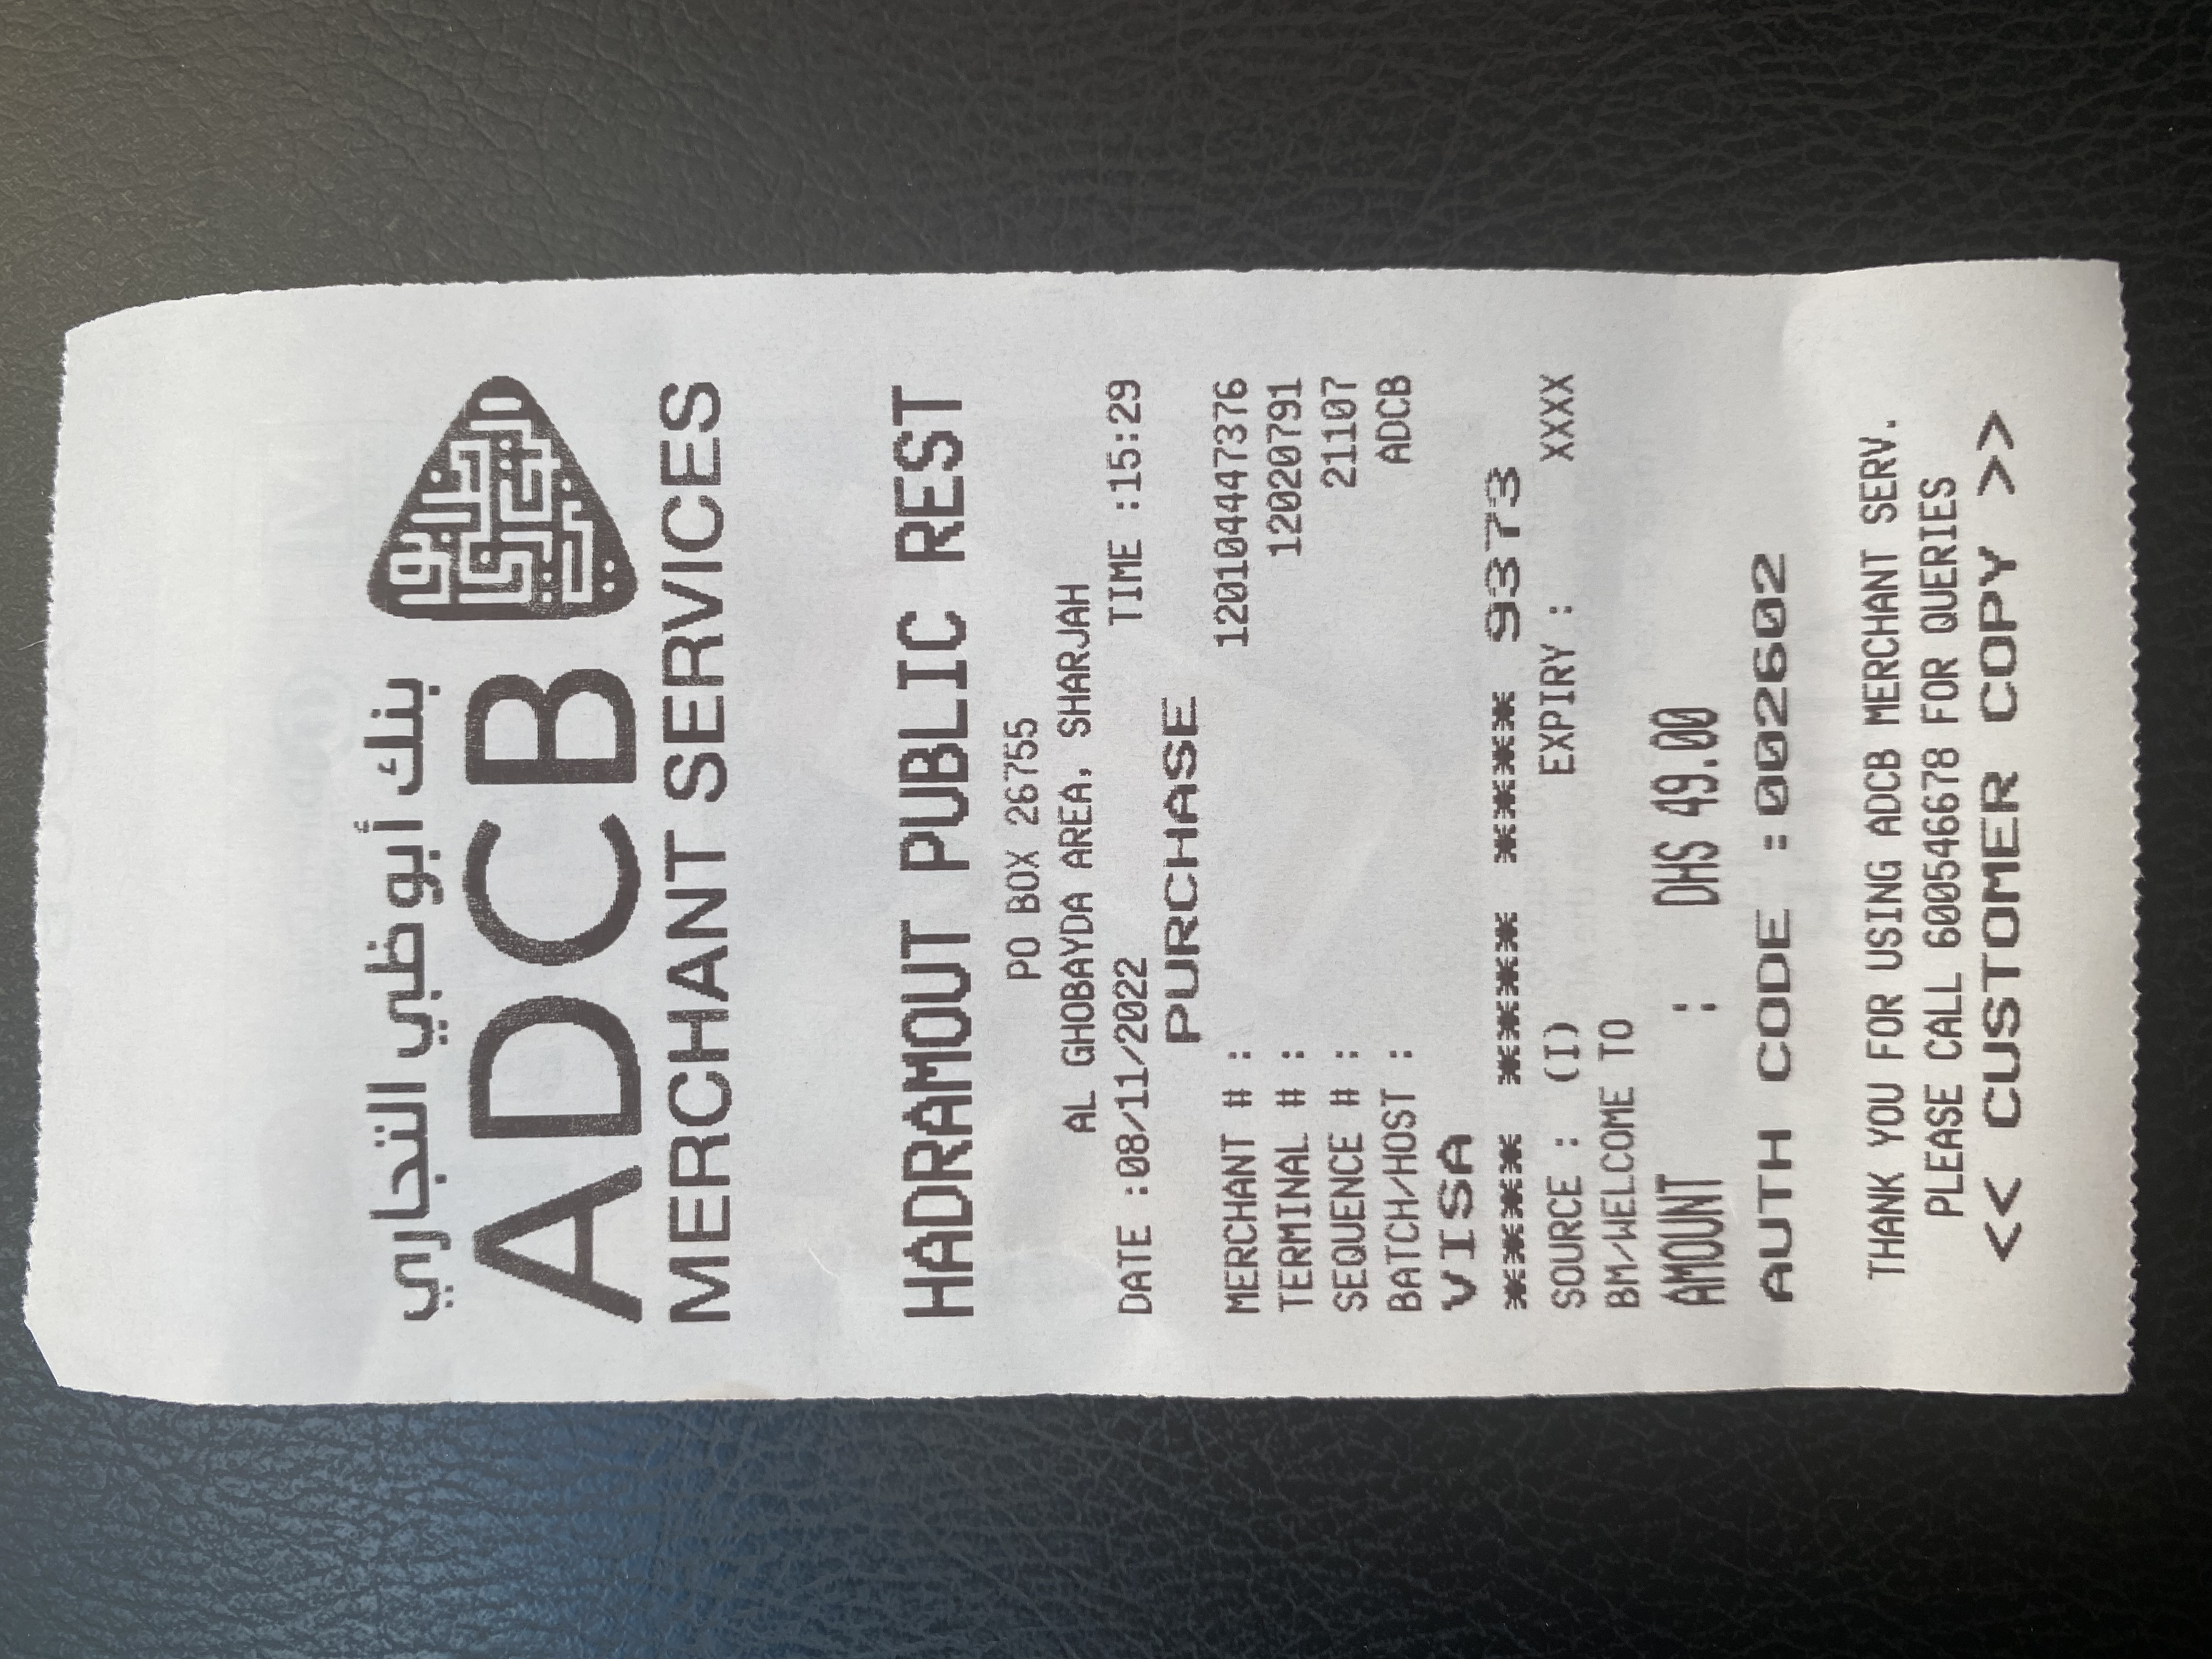 بنك أبوظبي التجاري
ADCB
MERCHANT SERVICES
HADRAMOUT PUBLIC REST
PO BOX 26755
AL GHOBAYDA AREA, SHARJAH
DATE :08/11/2022 TIME :15:29
PURCHASE
MERCHANT # : 120104447376
TERMINAL # : 12020791
SEQUENCE # : 21107
BATCH/HOST : ADCB
VISA
**** **** **** 9373
SOURCE : (I) EXPIRY : XXXX
BM/WELCOME TO
AMOUNT : DHS 49.00
AUTH CODE :002602
THANK YOU FOR USING ADCB MERCHANT SERV.
PLEASE CALL 600546678 FOR QUERIES
<< CUSTOMER COPY >>